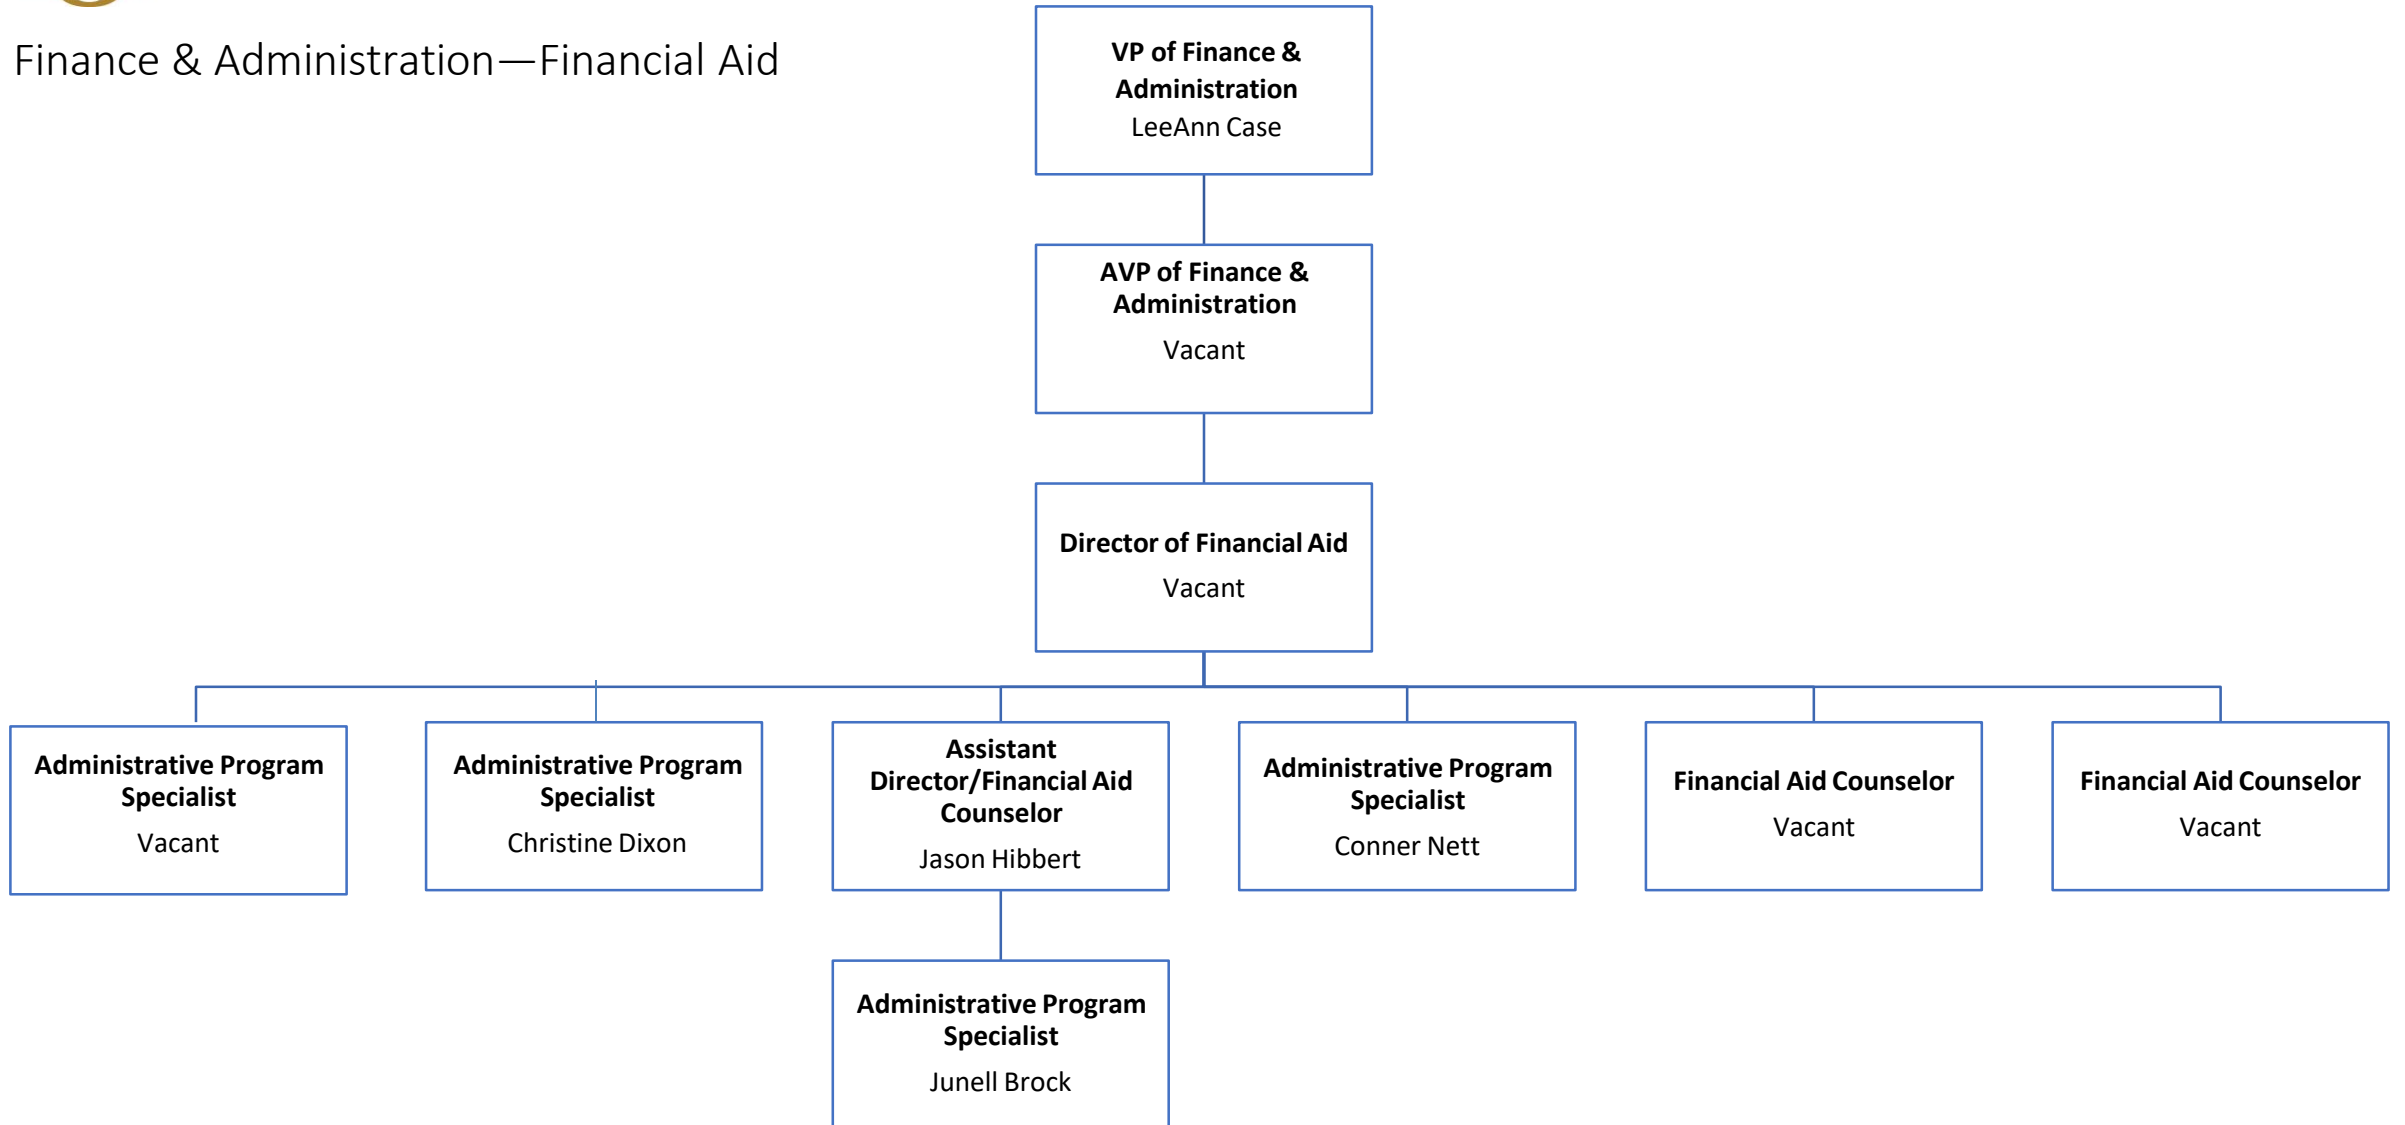 Finance & Administration—Financial Aid
VP of Finance &
Administration
LeeAnn Case
AVP of Finance &
Administration
Vacant
Director of Financial Aid
Vacant
Administrative Program
Specialist
Vacant
Administrative Program
Specialist
Christine Dixon
Assistant
Director/Financial Aid
Counselor
Jason Hibbert
Administrative Program
Specialist
Conner Nett
Financial Aid Counselor
Vacant
Financial Aid Counselor
Vacant
Administrative Program
Specialist
Junell Brock